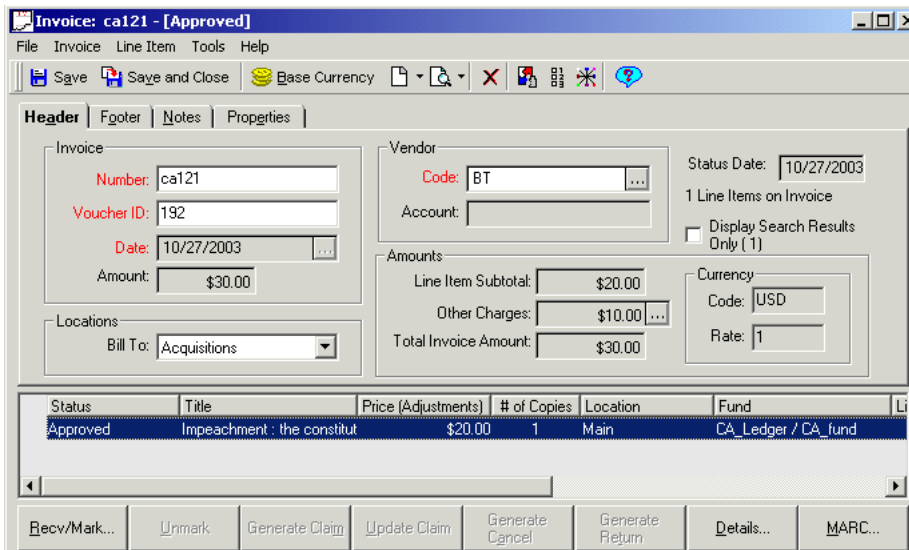 Invoice: ca121 - [Approved]
File Invoice Line Item Tools Help
Save Save and Close Base Currency
Header Footer Notes Properties
Invoice
Number: ca121
Voucher ID: 192
Date: 10/27/2003 ...
Amount: $30.00
Locations
Bill To: Acquisitions
Vendor
Code: BT ...
Account:
Status Date: 10/27/2003
1 Line Items on Invoice
Display Search Results
Only ( 1 )
Amounts
Line Item Subtotal: $20.00
Other Charges: $10.00 ...
Total Invoice Amount: $30.00
Currency
Code: USD
Rate: 1
Status Title Price (Adjustments) # of Copies Location Fund Li
Approved Impeachment : the constitut $20.00 1 Main CA_Ledger / CA_fund
Recv/Mark... Unmark Generate Claim Update Claim Generate Cancel Generate Return Details... MARC...